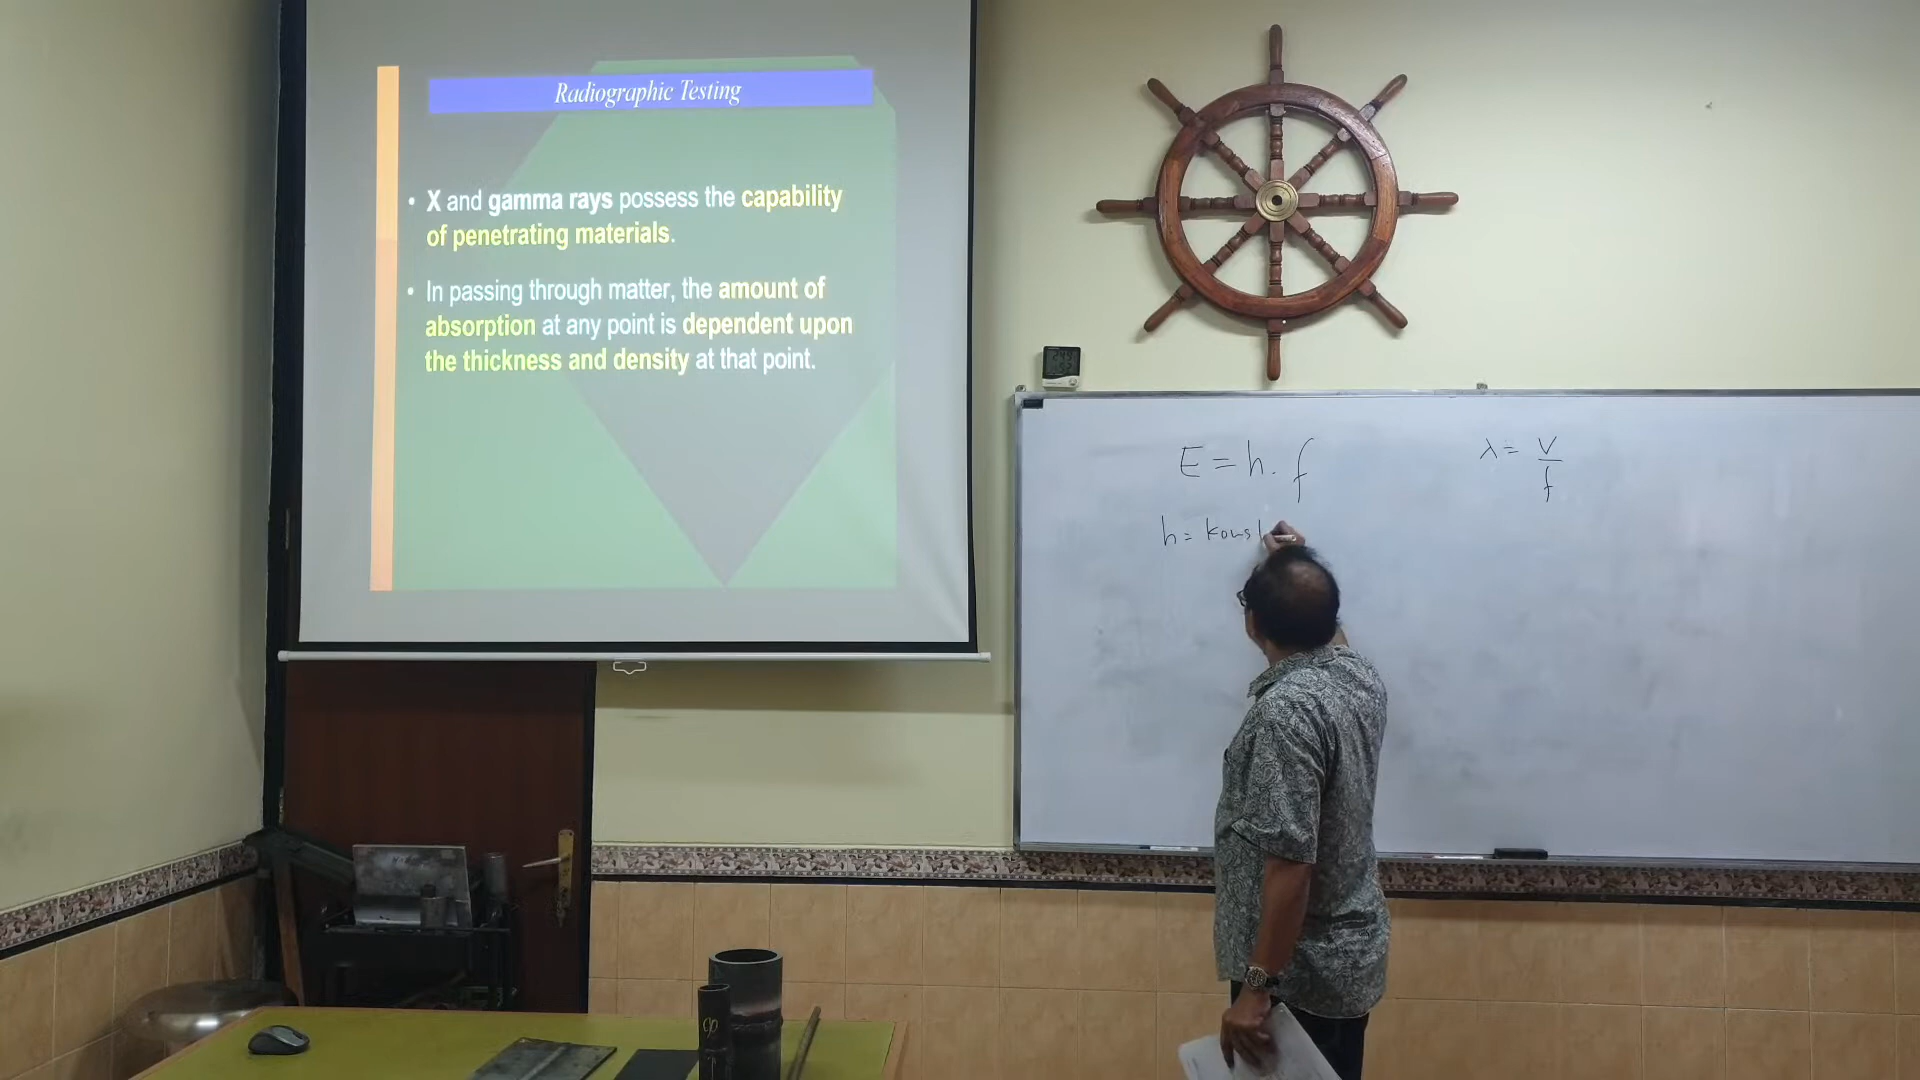 Radiographic Testing
• X and gamma rays possess the capability
of penetrating materials.
• In passing through matter, the amount of
absorption at any point is dependent upon
the thickness and density at that point.
E = h . f
λ = v
f
h = kons